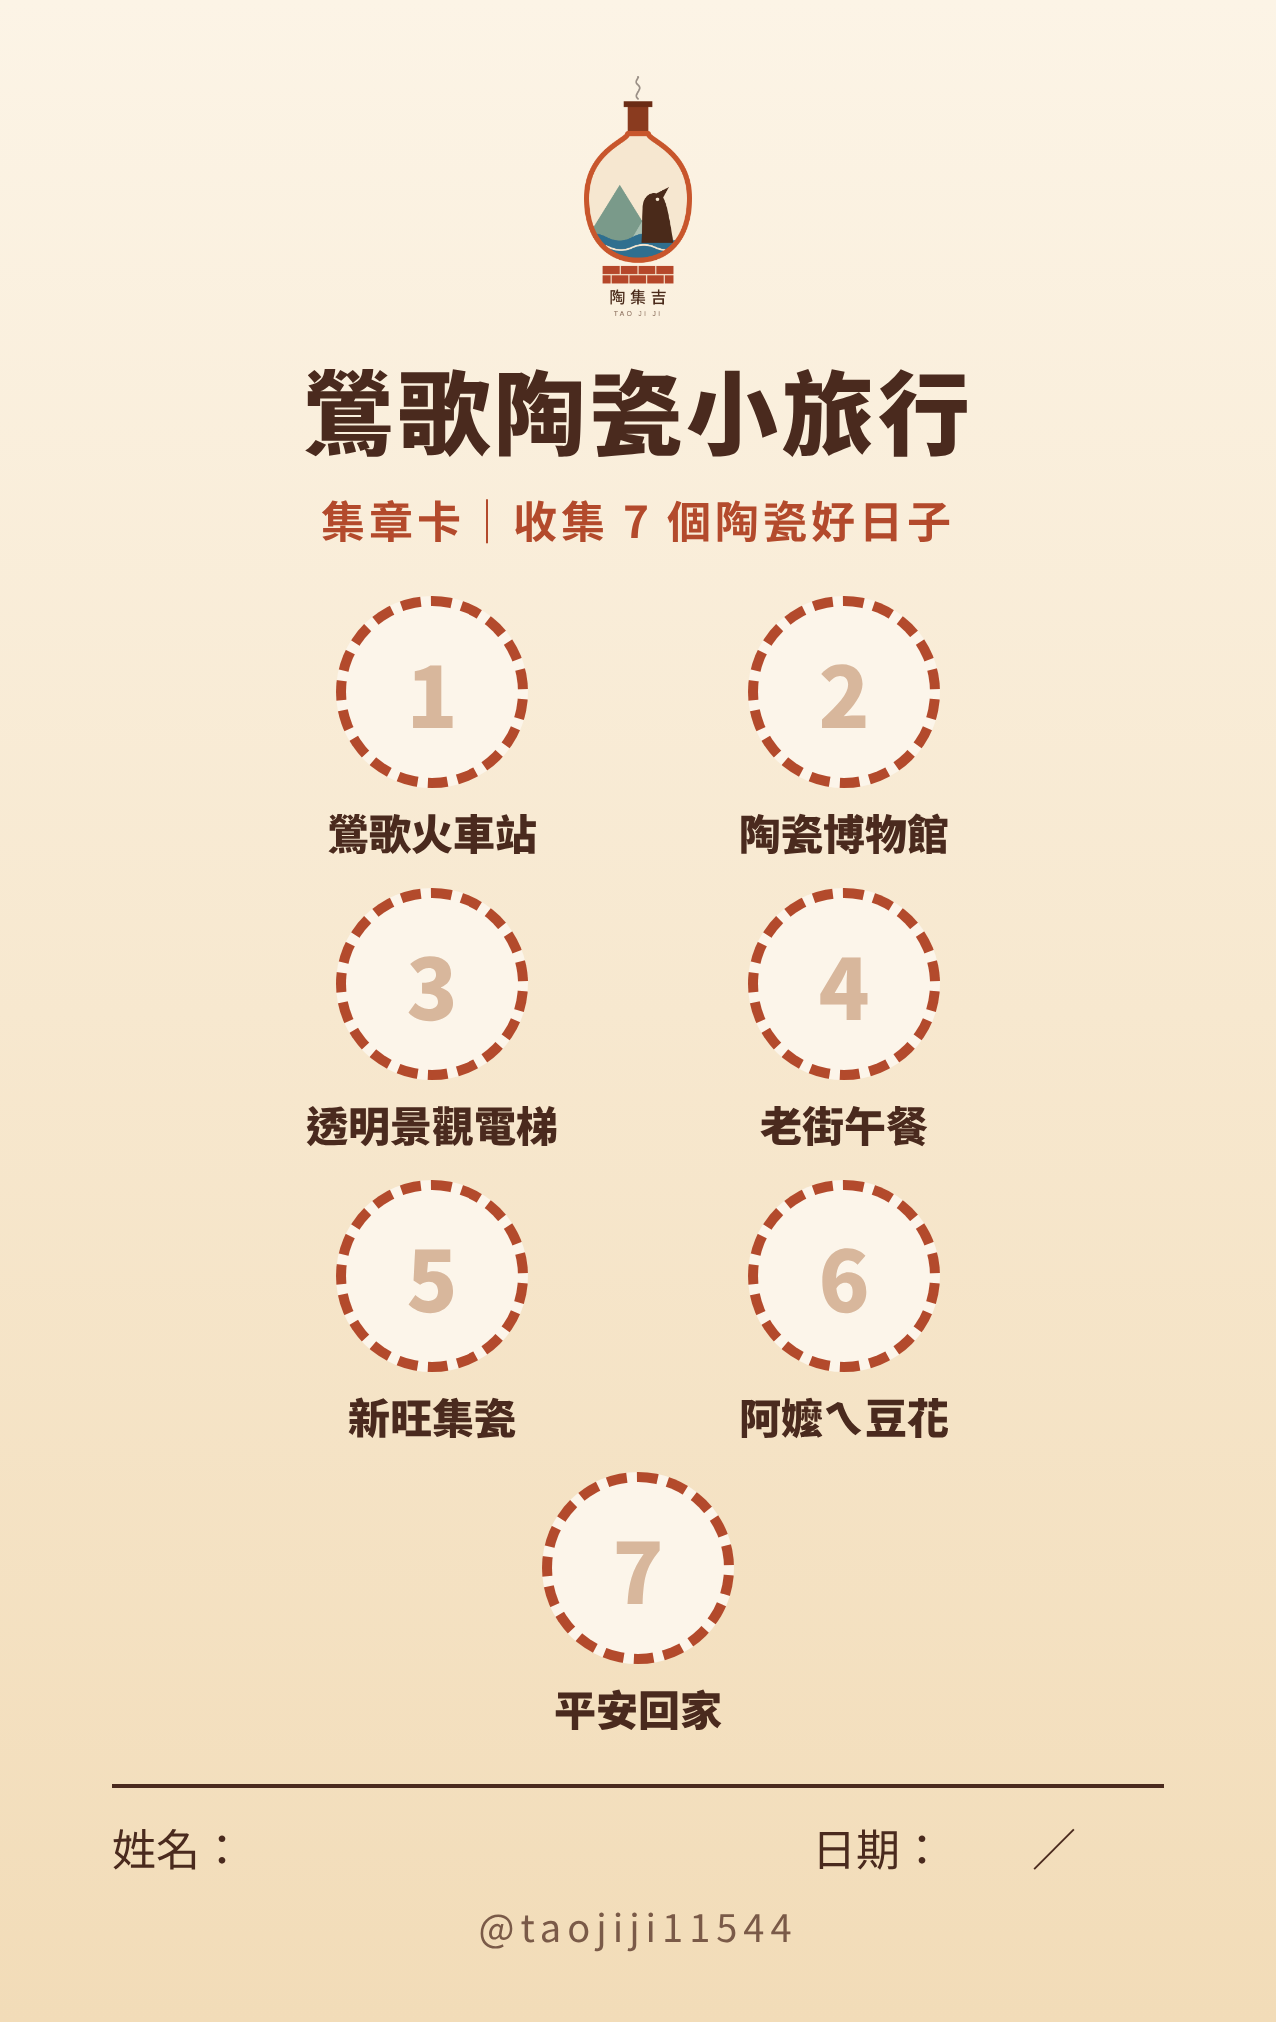 陶集吉
TAO JI JI
鶯歌陶瓷小旅行
集章卡｜收集 7 個陶瓷好日子
1
2
鶯歌火車站
陶瓷博物館
3
4
透明景觀電梯
老街午餐
5
6
新旺集瓷
阿嬤ㄟ豆花
7
平安回家
姓名：
日期：　　／
@taojiji11544